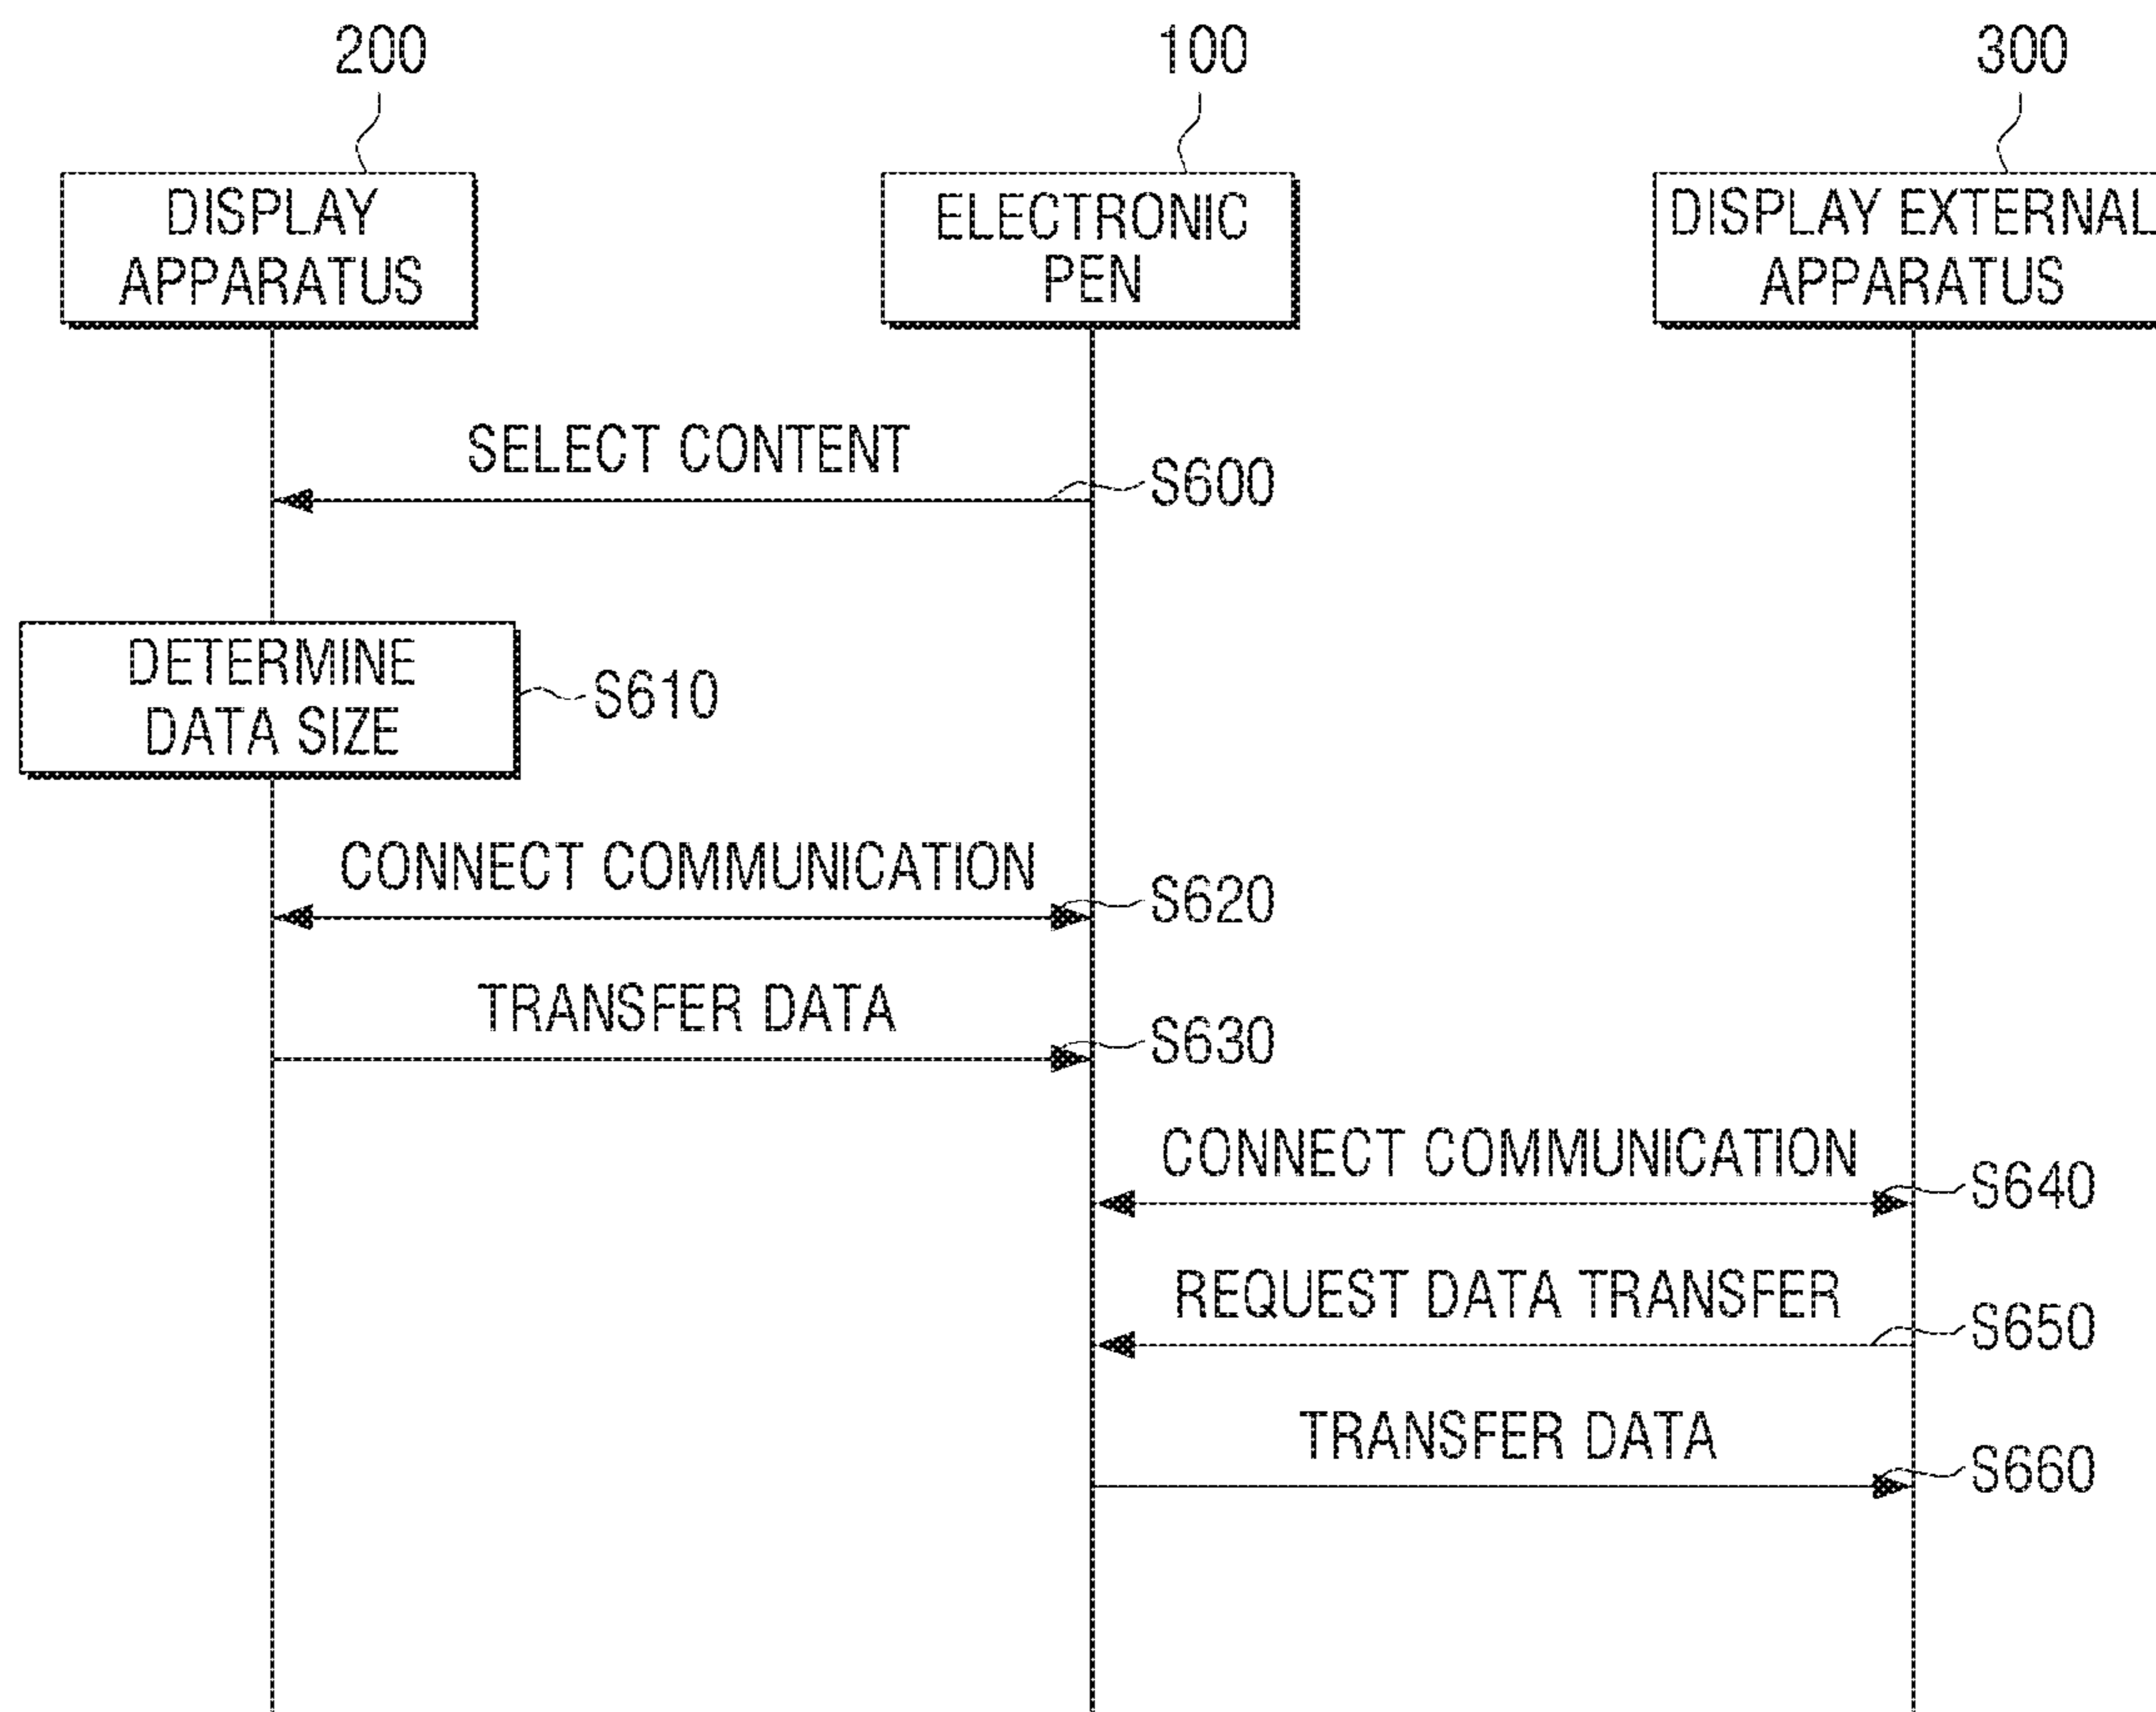 200
100
300
DISPLAY
APPARATUS
ELECTRONIC
PEN
DISPLAY EXTERNAL
APPARATUS
SELECT CONTENT
S600
DETERMINE
DATA SIZE
S610
CONNECT COMMUNICATION
S620
TRANSFER DATA
S630
CONNECT COMMUNICATION
S640
REQUEST DATA TRANSFER
S650
TRANSFER DATA
S660